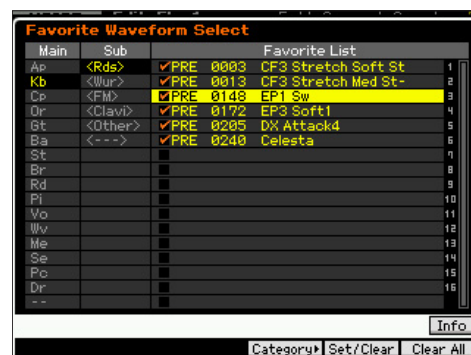 Favorite Waveform Select
Main Sub Favorite List
Ap <Rds> PRE 0003 CF3 Stretch Soft St 1
Kb <Wur> PRE 0013 CF3 Stretch Med St- 2
Cp <FM> PRE 0148 EP1 Sw 3
Or <Clavi> PRE 0172 EP3 Soft1 4
Gt <Other> PRE 0205 DX Attack4 5
Ba <---> PRE 0240 Celesta 6
St 7
Br 8
Rd 9
Pi 10
Vo 11
Wv 12
Me 13
Se 14
Pc 15
Dr 16
--
Info
Category Set/Clear Clear All